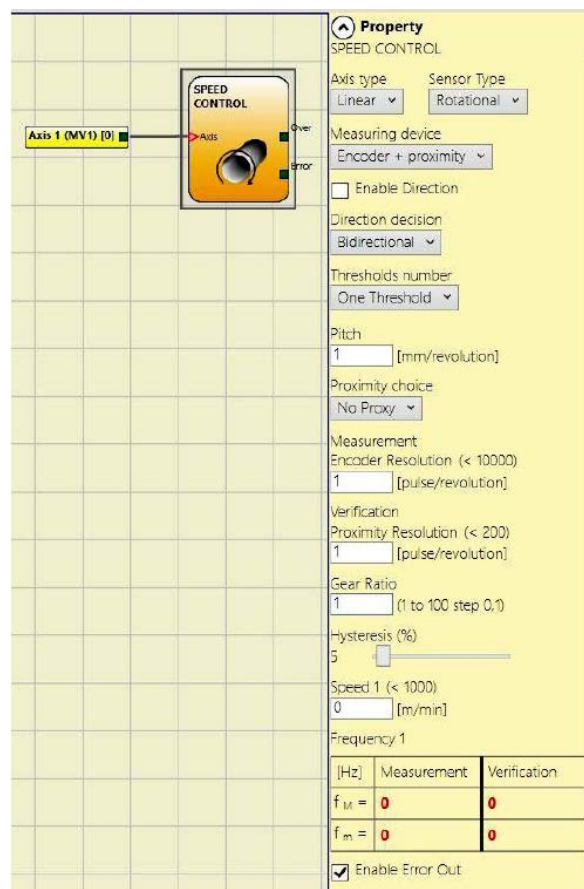 Property
SPEED CONTROL
Axis type Sensor Type
Linear Rotational
Measuring device
Encoder + proximity
Enable Direction
Direction decision
Bidirectional
Thresholds number
One Threshold
Pitch
1 [mm/revolution]
Proximity choice
No Proxy
Measurement
Encoder Resolution (< 10000)
1 [pulse/revolution]
Verification
Proximity Resolution (< 200)
1 [pulse/revolution]
Gear Ratio
1 (1 to 100 step 0,1)
Hysteresis (%)
5
Speed 1 (< 1000)
0 [m/min]
Frequency 1
[Hz] Measurement Verification
f M = 0 0
f m = 0 0
Enable Error Out
SPEED
CONTROL
Axis 1 (MV1) [0]
Axis
Over
Error